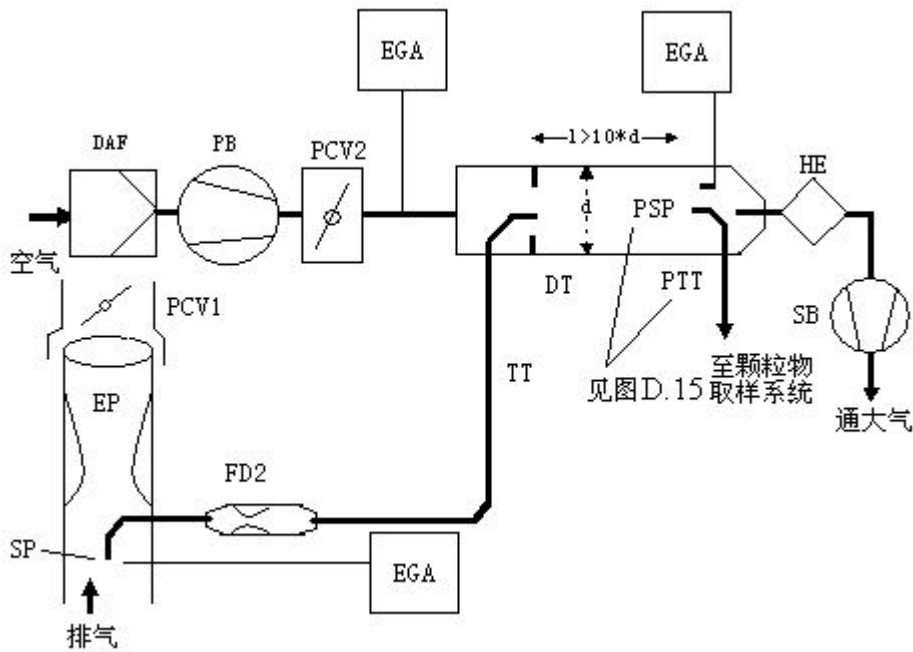 EGA
EGA
DAF
PB
PCV2
l>10*d
HE
d
PSP
空气
DT
PTT
PCV1
SB
TT
至颗粒物
见图D.15 取样系统
EP
通大气
FD2
SP
EGA
排气